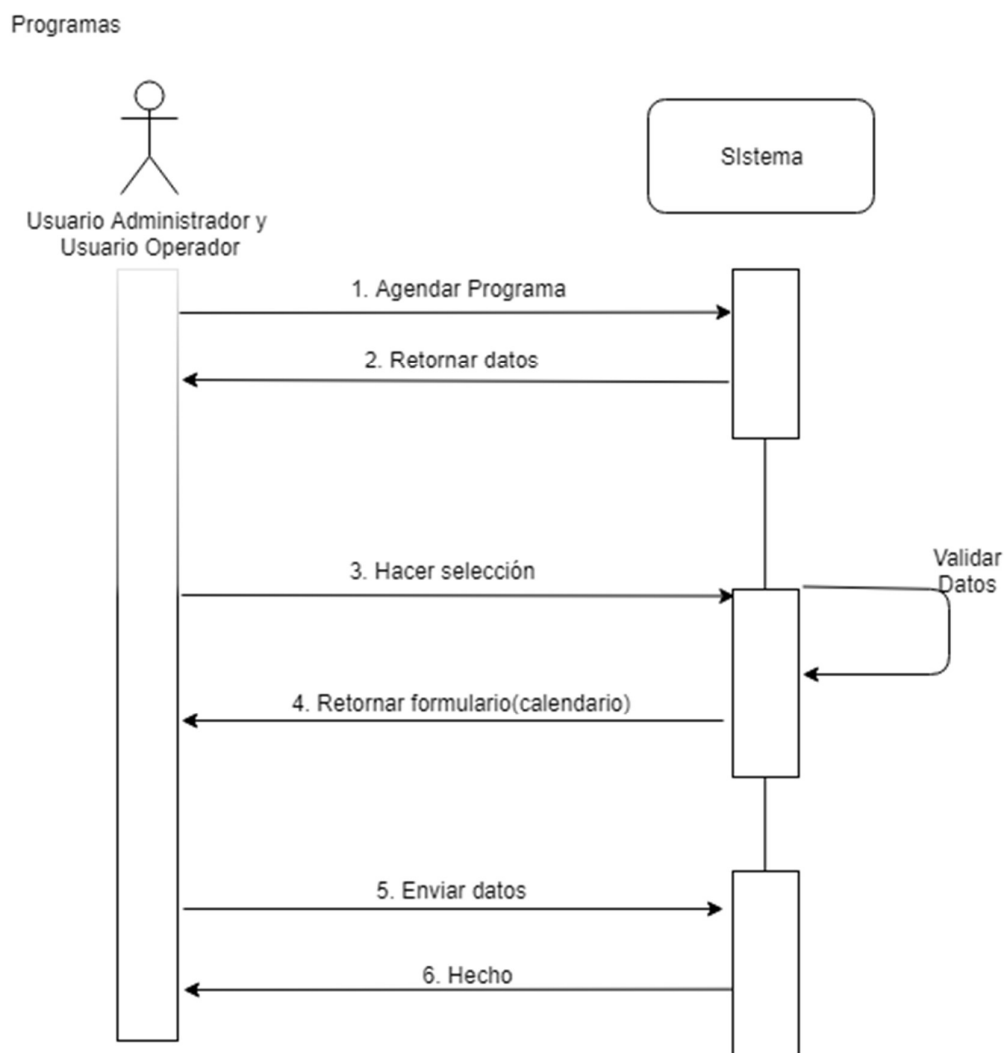 Programas
SIstema
Usuario Administrador y
Usuario Operador
1. Agendar Programa
2. Retornar datos
Validar
Datos
3. Hacer selección
4. Retornar formulario(calendario)
5. Enviar datos
6. Hecho